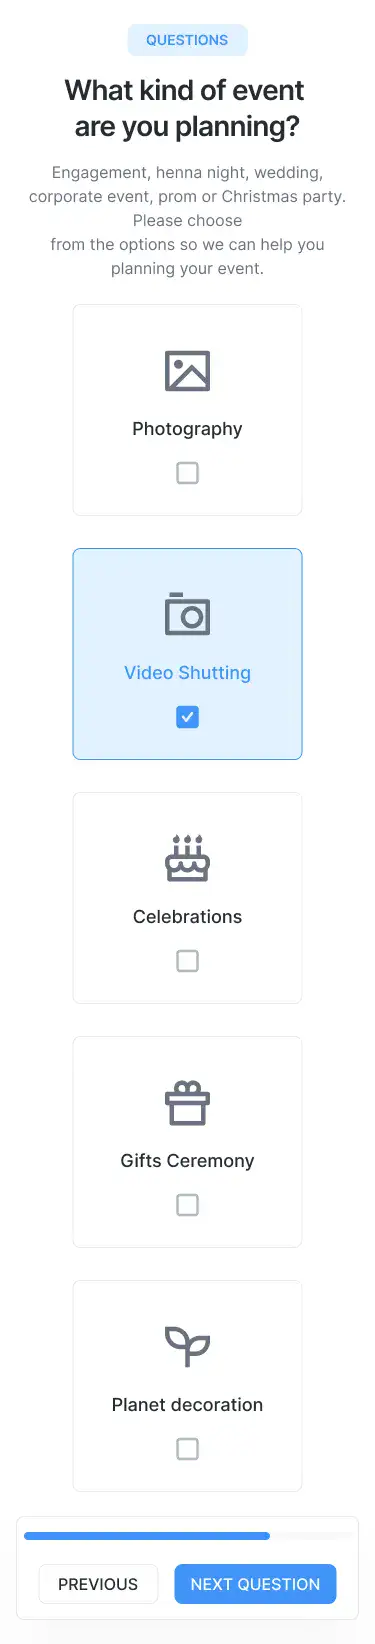 QUESTIONS
What kind of event
are you planning?
Engagement, henna night, wedding,
corporate event, prom or Christmas party.
Please choose
from the options so we can help you
planning your event.
Photography
Video Shutting
Celebrations
Gifts Ceremony
Planet decoration
PREVIOUS
NEXT QUESTION